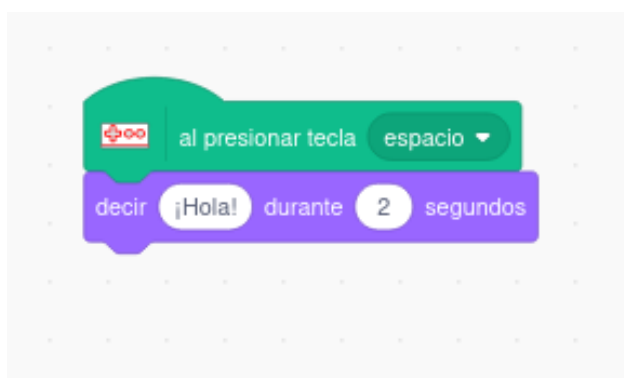 al presionar tecla espacio
decir ¡Hola! durante 2 segundos